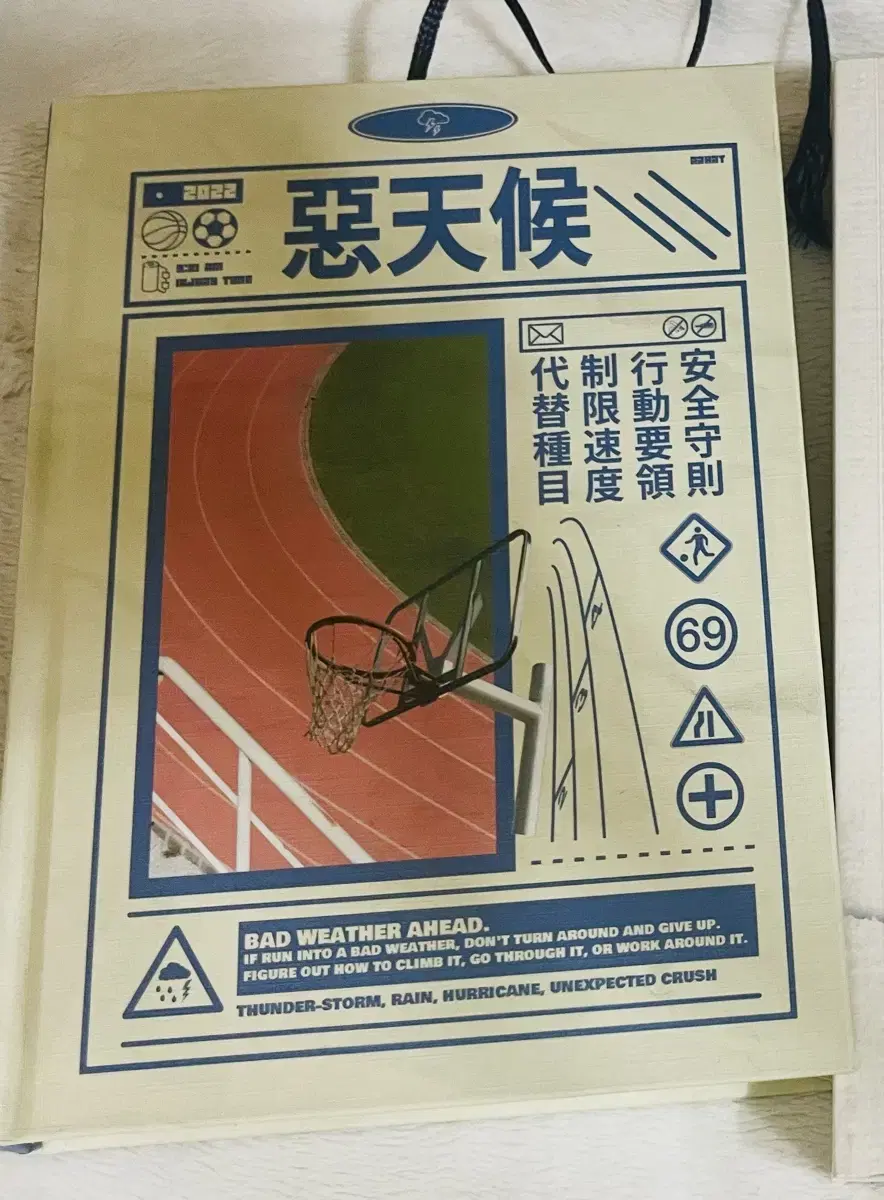 2022
惡天候
INJURY TIME
安全守則
行動要領
制限速度
代替種目
69
BAD WEATHER AHEAD.
IF RUN INTO A BAD WEATHER, DON'T TURN AROUND AND GIVE UP.
FIGURE OUT HOW TO CLIMB IT, GO THROUGH IT, OR WORK AROUND IT.
THUNDER-STORM, RAIN, HURRICANE, UNEXPECTED CRUSH